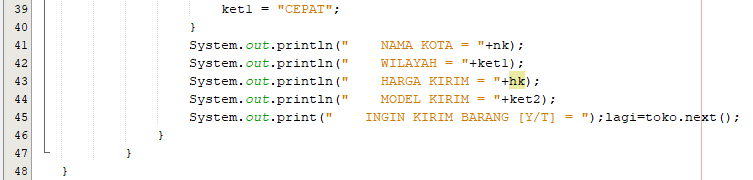 39 ket1 = "CEPAT";
40 }
41 System.out.println("    NAMA KOTA = "+nk);
42 System.out.println("    WILAYAH = "+ket1);
43 System.out.println("    HARGA KIRIM = "+hk);
44 System.out.println("    MODEL KIRIM = "+ket2);
45 System.out.print("    INGIN KIRIM BARANG [Y/T] = ");lagi=toko.next();
46 }
47 }
48 }